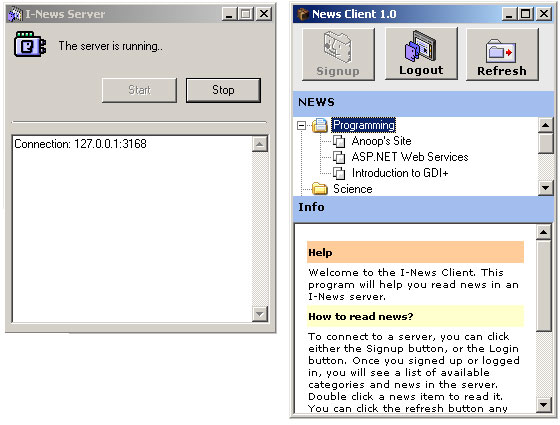 I-News Server
The server is running..
Start
Stop
Connection: 127.0.0.1:3168
News Client 1.0
Signup
Logout
Refresh
NEWS
Programming
Anoop's Site
ASP.NET Web Services
Introduction to GDI+
Science
Info
Help
Welcome to the I-News Client. This
program will help you read news in an
I-News server.
How to read news?
To connect to a server, you can click
either the Signup button, or the Login
button. Once you signed up or logged
in, you will see a list of available
categories and news in the server.
Double click a news item to read it.
You can click the refresh button any